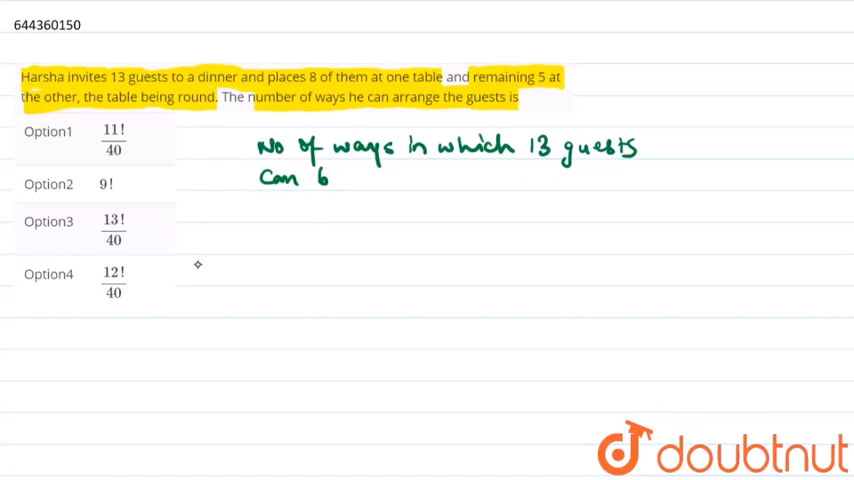 644360150
Harsha invites 13 guests to a dinner and places 8 of them at one table and remaining 5 at
the other, the table being round. The number of ways he can arrange the guests is
Option1 11!/40
No of ways in which 13 guests
Can b
Option2 9!
Option3 13!/40
Option4 12!/40
doubtnut